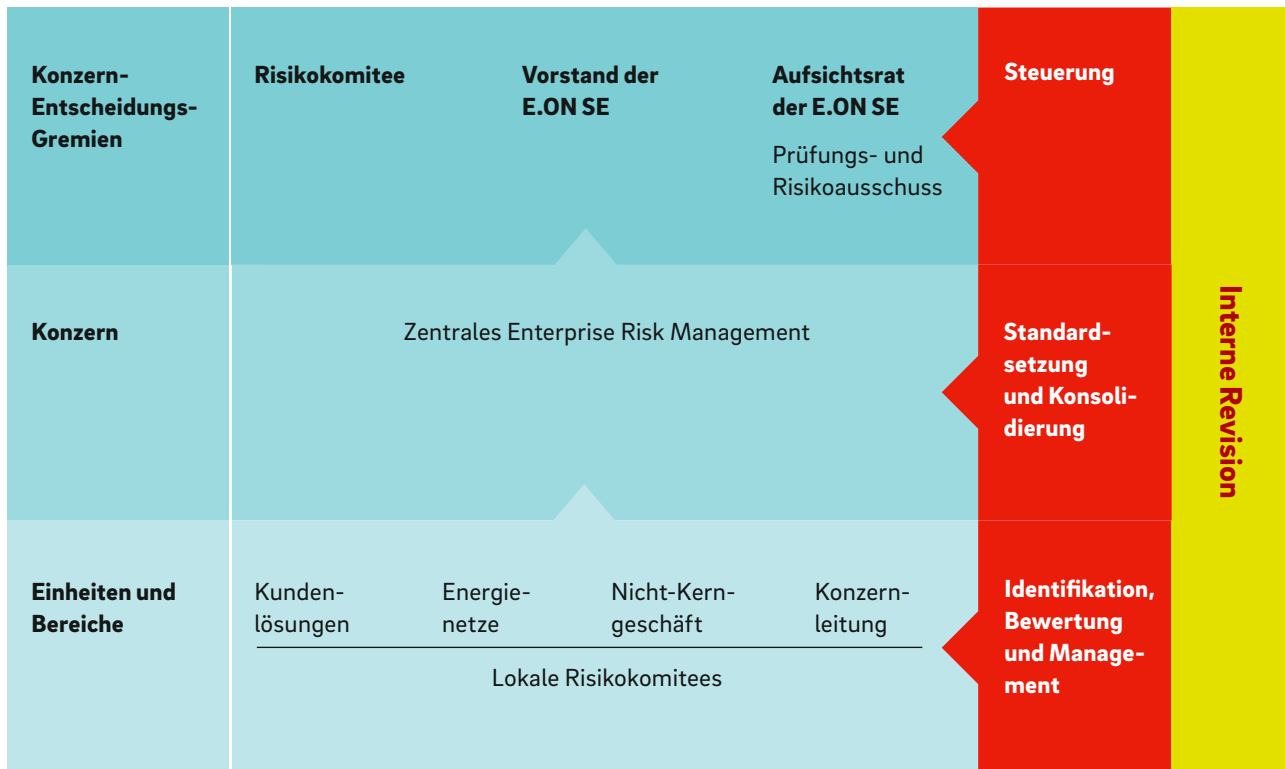 Konzern-
Entscheidungs-
Gremien
Risikokomitee
Vorstand der
E.ON SE
Aufsichtsrat
der E.ON SE
Prüfungs- und
Risikoausschuss
Steuerung
Konzern
Zentrales Enterprise Risk Management
Standard-
setzung
und Konsoli-
dierung
Einheiten und
Bereiche
Kunden-
lösungen
Energie-
netze
Nicht-Kern-
geschäft
Konzern-
leitung
Lokale Risikokomitees
Identifikation,
Bewertung
und Manage-
ment
Interne Revision